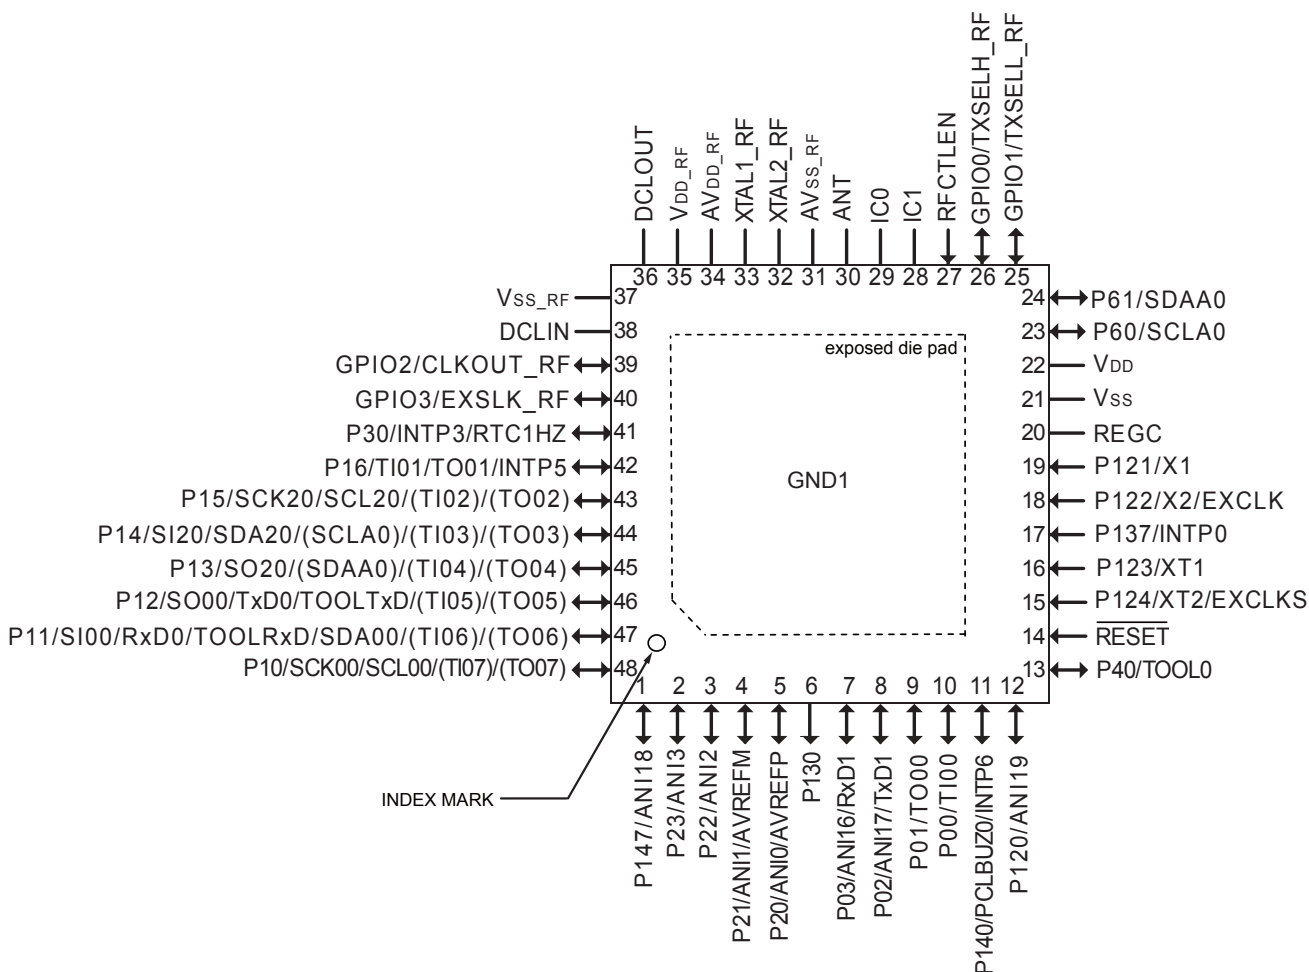 DCLOUT
VDD_RF
AVDD_RF
XTAL1_RF
XTAL2_RF
AVSS_RF
ANT
IC0
IC1
RFCTLEN
GPIO0/TXSELH_RF
GPIO1/TXSELL_RF
36 35 34 33 32 31 30 29 28 27 26 25
VSS_RF 37
DCLIN 38
GPIO2/CLKOUT_RF 39
GPIO3/EXSLK_RF 40
P30/INTP3/RTC1HZ 41
P16/TI01/TO01/INTP5 42
P15/SCK20/SCL20/(TI02)/(TO02) 43
P14/SI20/SDA20/(SCLA0)/(TI03)/(TO03) 44
P13/SO20/(SDAA0)/(TI04)/(TO04) 45
P12/SO00/TxD0/TOOLTxD/(TI05)/(TO05) 46
P11/SI00/RxD0/TOOLRxD/SDA00/(TI06)/(TO06) 47
P10/SCK00/SCL00/(TI07)/(TO07) 48
exposed die pad
GND1
24 P61/SDAA0
23 P60/SCLA0
22 VDD
21 VSS
20 REGC
19 P121/X1
18 P122/X2/EXCLK
17 P137/INTP0
16 P123/XT1
15 P124/XT2/EXCLKS
14 RESET
13 P40/TOOL0
1 2 3 4 5 6 7 8 9 10 11 12
P147/ANI18
P23/ANI3
P22/ANI2
P21/ANI1/AVREFM
P20/ANI0/AVREFP
P130
P03/ANI16/RxD1
P02/ANI17/TxD1
P01/TO00
P00/TI00
P140/PCLBUZ0/INTP6
P120/ANI19
INDEX MARK